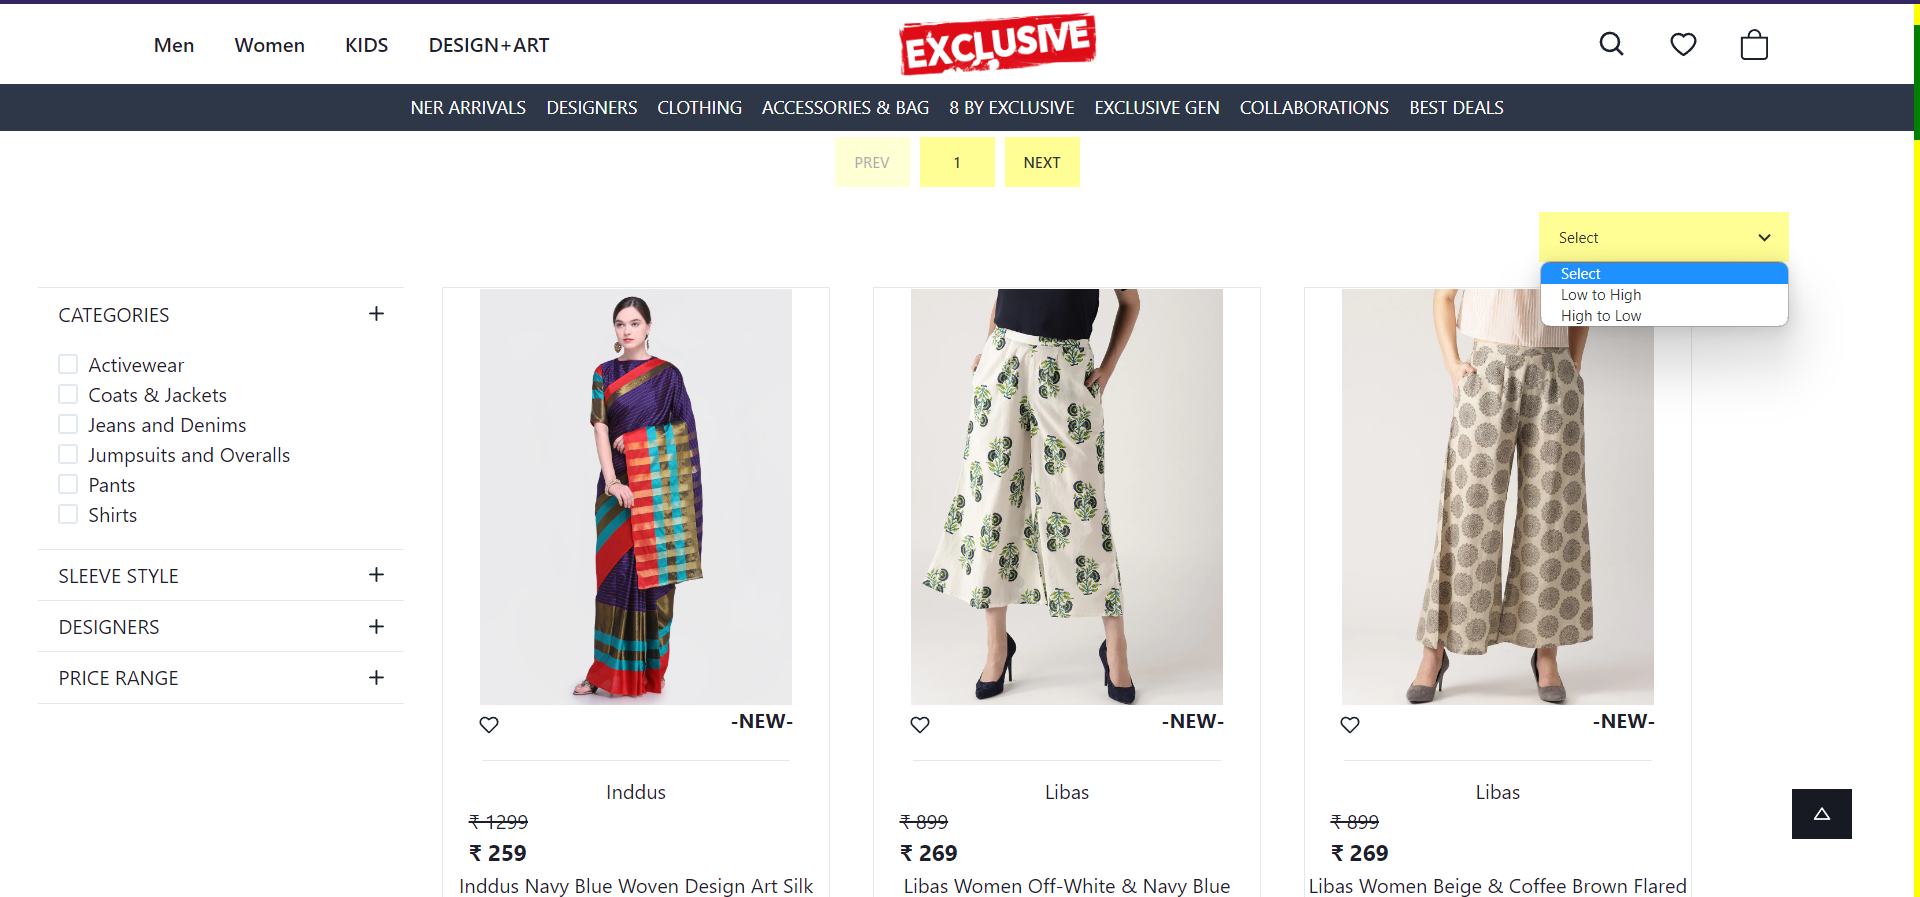 Men Women KIDS DESIGN+ART
EXCLUSIVE
NER ARRIVALS DESIGNERS CLOTHING ACCESSORIES & BAG 8 BY EXCLUSIVE EXCLUSIVE GEN COLLABORATIONS BEST DEALS
PREV 1 NEXT
Select
Select
Low to High
High to Low
CATEGORIES +
Activewear
Coats & Jackets
Jeans and Denims
Jumpsuits and Overalls
Pants
Shirts
SLEEVE STYLE +
DESIGNERS +
PRICE RANGE +
-NEW-
Inddus
₹ 1299
₹ 259
Inddus Navy Blue Woven Design Art Silk
-NEW-
Libas
₹ 899
₹ 269
Libas Women Off-White & Navy Blue
-NEW-
Libas
₹ 899
₹ 269
Libas Women Beige & Coffee Brown Flared